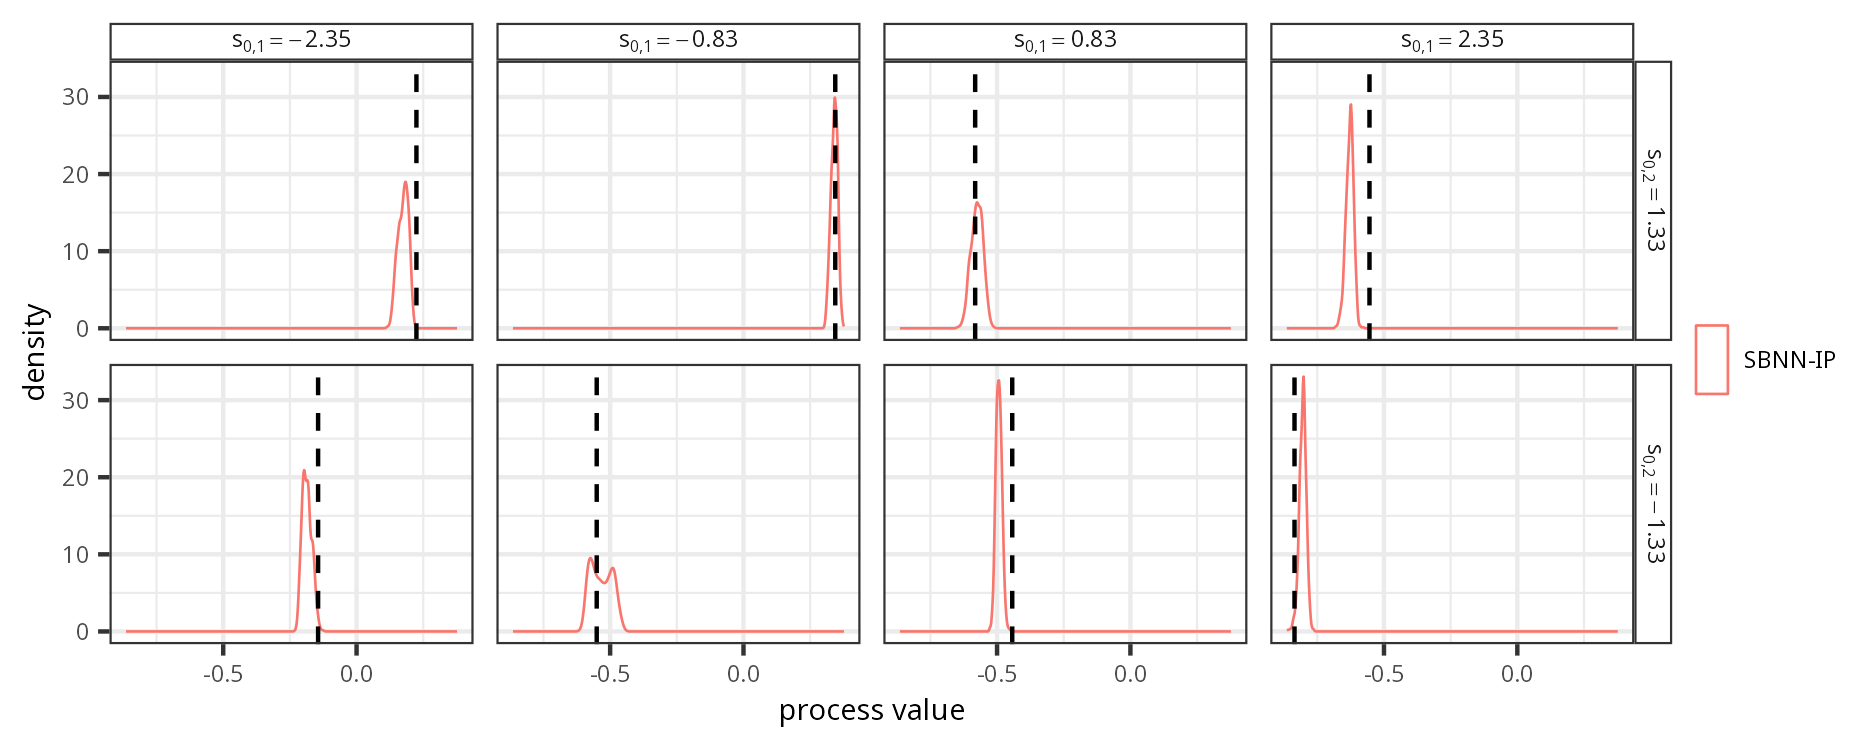 s0,1 = −2.35
s0,1 = −0.83
s0,1 = 0.83
s0,1 = 2.35
30
20
10
0
s0,2 = 1.33
density
SBNN-IP
30
20
10
0
s0,2 = −1.33
-0.5 0.0
-0.5 0.0
-0.5 0.0
-0.5 0.0
process value